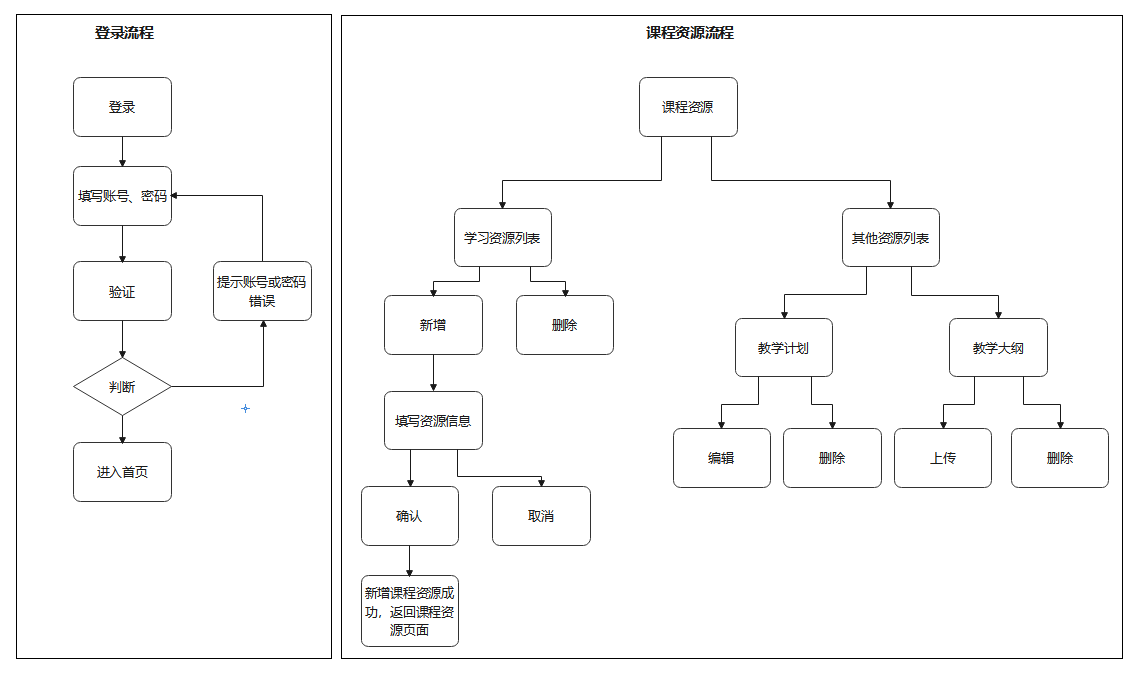 登录流程
登录
填写账号、密码
验证
提示账号或密码
错误
判断
进入首页
课程资源流程
课程资源
学习资源列表
其他资源列表
新增
删除
教学计划
教学大纲
填写资源信息
编辑
删除
上传
删除
确认
取消
新增课程资源成
功，返回课程资
源页面